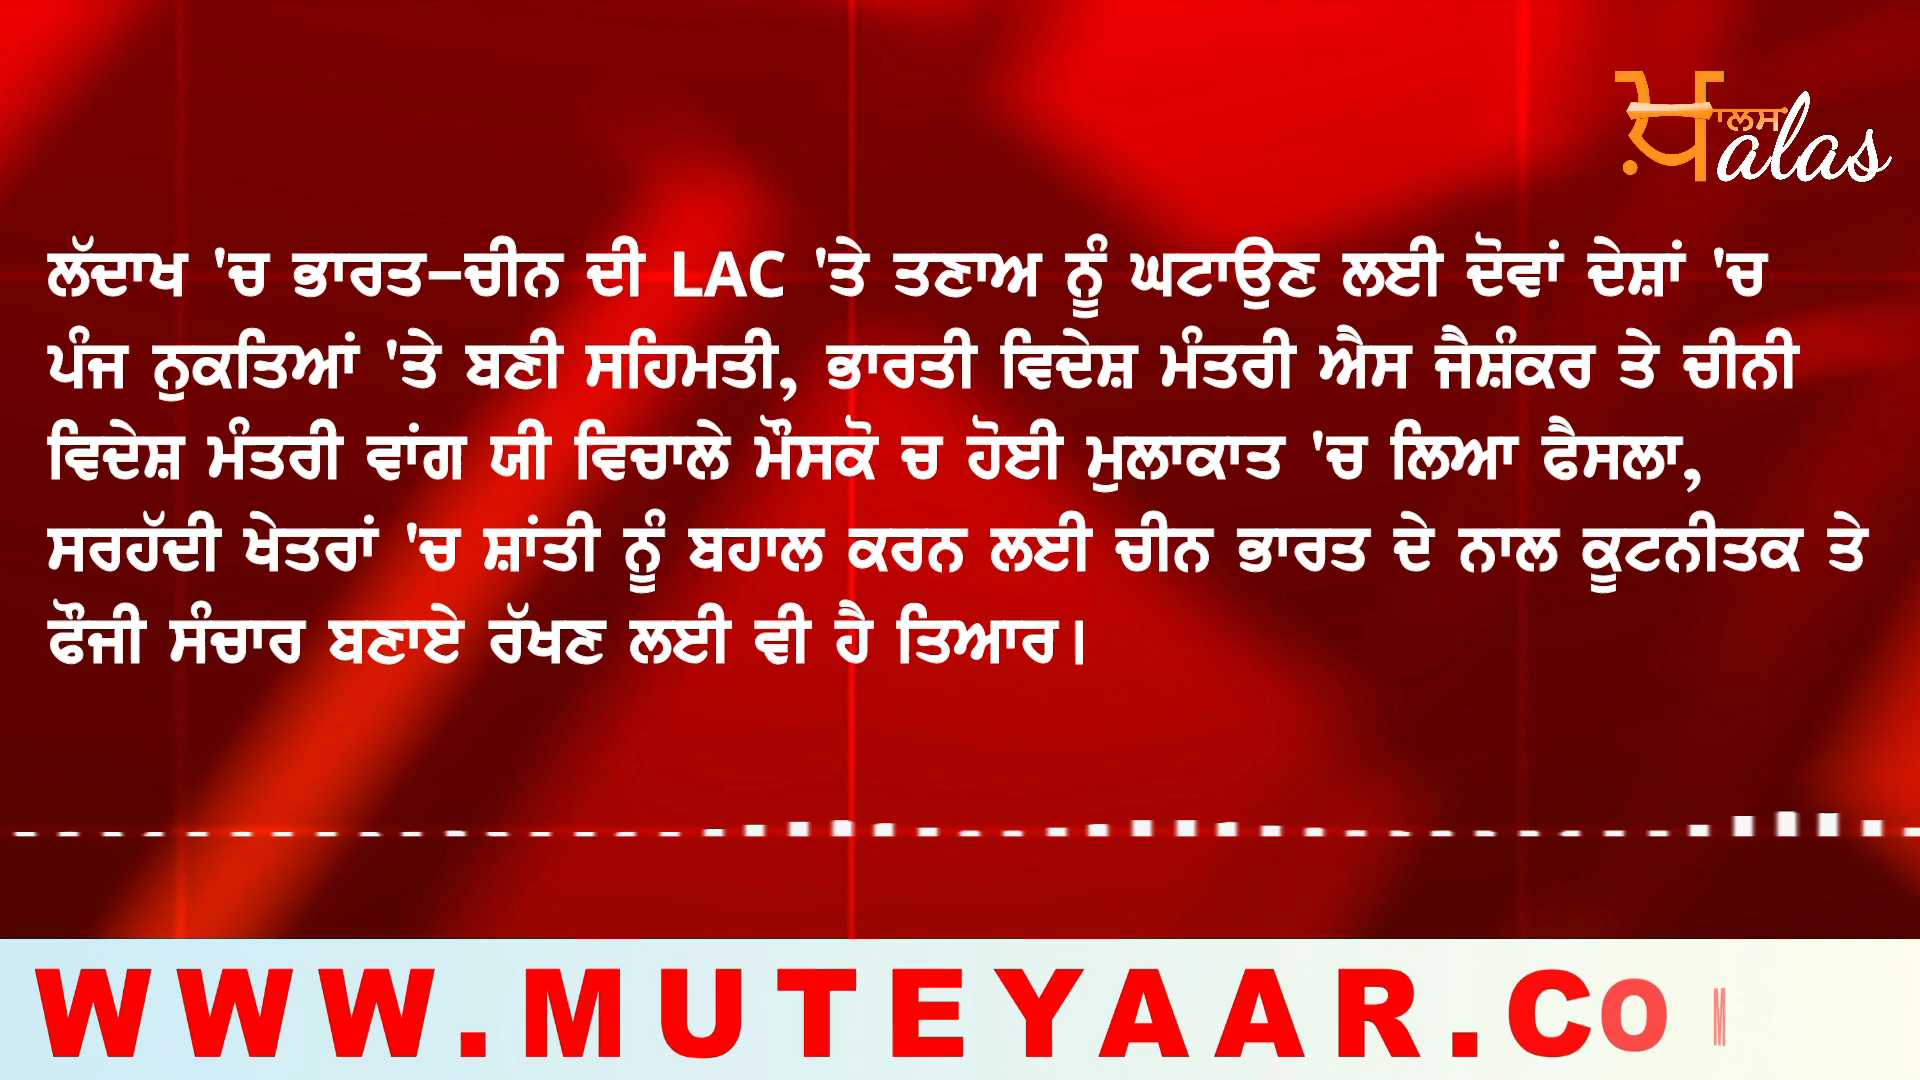 ਖ਼ਾਲਸ alas
ਲੱਦਾਖ 'ਚ ਭਾਰਤ-ਚੀਨ ਦੀ LAC 'ਤੇ ਤਣਾਅ ਨੂੰ ਘਟਾਉਣ ਲਈ ਦੋਵਾਂ ਦੇਸ਼ਾਂ 'ਚ
ਪੰਜ ਨੁਕਤਿਆਂ 'ਤੇ ਬਣੀ ਸਹਿਮਤੀ, ਭਾਰਤੀ ਵਿਦੇਸ਼ ਮੰਤਰੀ ਐਸ ਜੈਸ਼ੰਕਰ ਤੇ ਚੀਨੀ
ਵਿਦੇਸ਼ ਮੰਤਰੀ ਵਾਂਗ ਯੀ ਵਿਚਾਲੇ ਮੌਸਕੋ ਚ ਹੋਈ ਮੁਲਾਕਾਤ 'ਚ ਲਿਆ ਫੈਸਲਾ,
ਸਰਹੱਦੀ ਖੇਤਰਾਂ 'ਚ ਸ਼ਾਂਤੀ ਨੂੰ ਬਹਾਲ ਕਰਨ ਲਈ ਚੀਨ ਭਾਰਤ ਦੇ ਨਾਲ ਕੂਟਨੀਤਕ ਤੇ
ਫੌਜੀ ਸੰਚਾਰ ਬਣਾਏ ਰੱਖਣ ਲਈ ਵੀ ਹੈ ਤਿਆਰ।
WWW.MUTEYAAR.COM